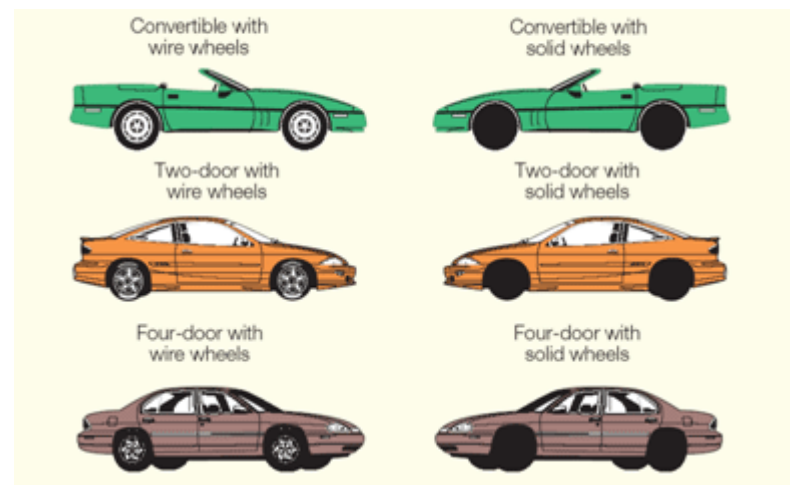 Convertible with
wire wheels
Convertible with
solid wheels
Two-door with
wire wheels
Two-door with
solid wheels
Four-door with
wire wheels
Four-door with
solid wheels